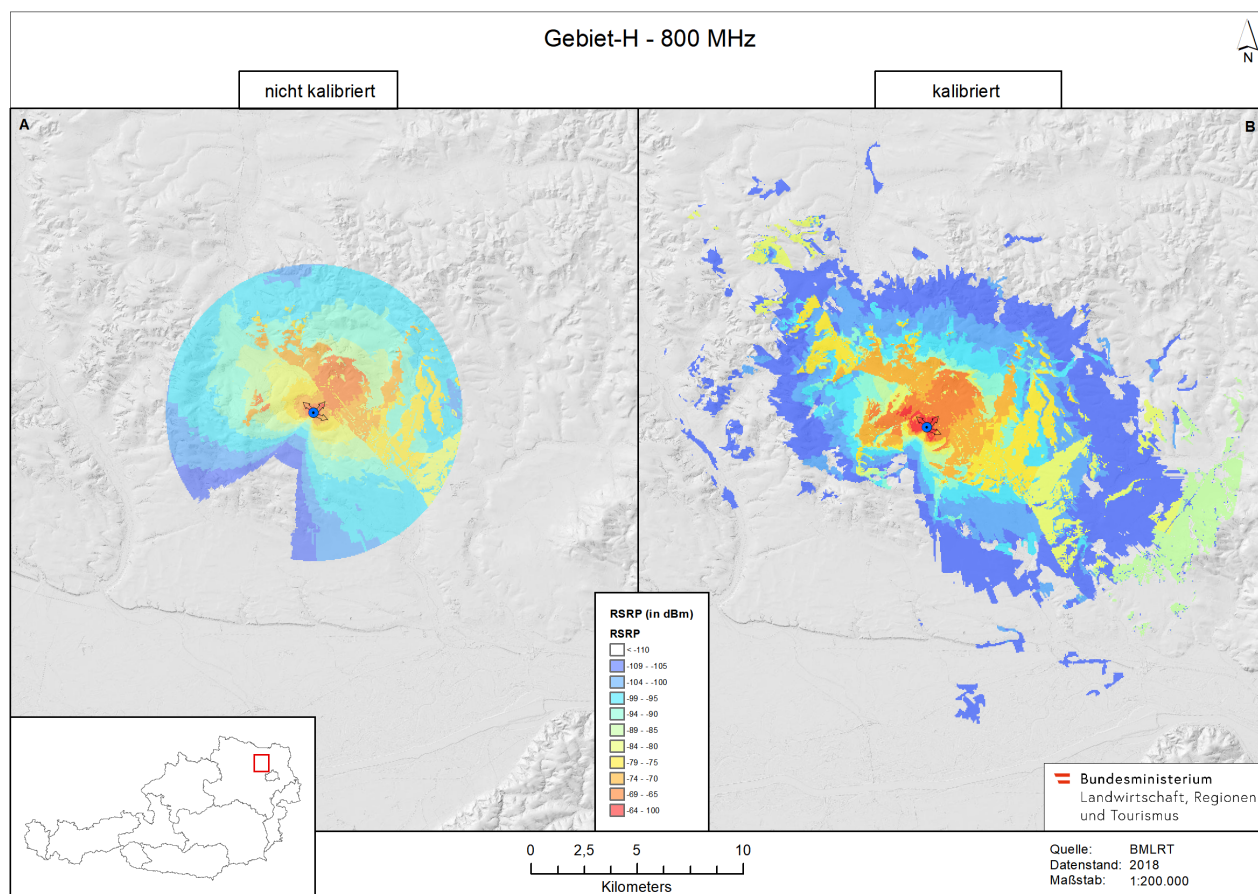 Gebiet-H - 800 MHz
N
nicht kalibriert
kalibriert
A
B
RSRP (in dBm)
RSRP
< -110
-109 - -105
-104 - -100
-99 - -95
-94 - -90
-89 - -85
-84 - -80
-79 - -75
-74 - -70
-69 - -65
-64 - 100
Bundesministerium
Landwirtschaft, Regionen
und Tourismus
0 2,5 5 10
Kilometers
Quelle: BMLRT
Datenstand: 2018
Maßstab: 1:200.000